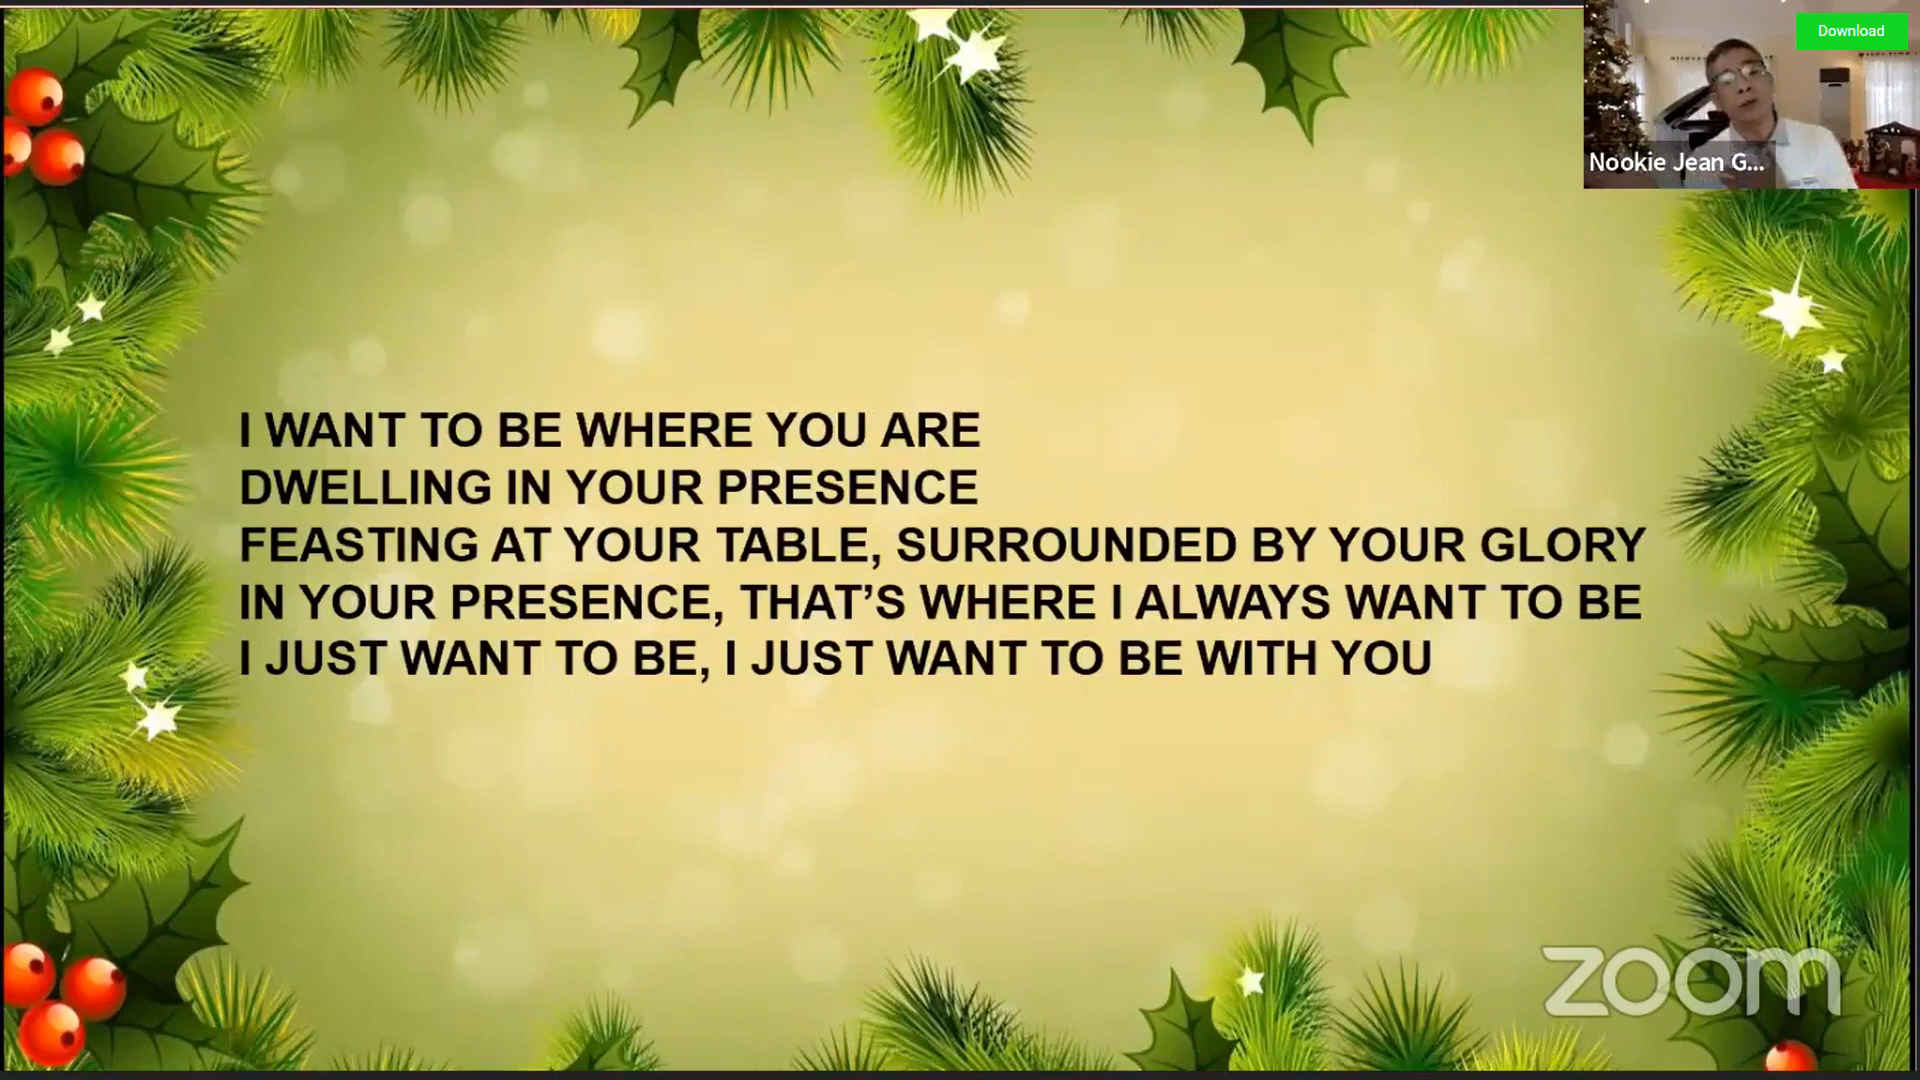 Download
Nookie Jean G...
I WANT TO BE WHERE YOU ARE
DWELLING IN YOUR PRESENCE
FEASTING AT YOUR TABLE, SURROUNDED BY YOUR GLORY
IN YOUR PRESENCE, THAT’S WHERE I ALWAYS WANT TO BE
I JUST WANT TO BE, I JUST WANT TO BE WITH YOU
zoom